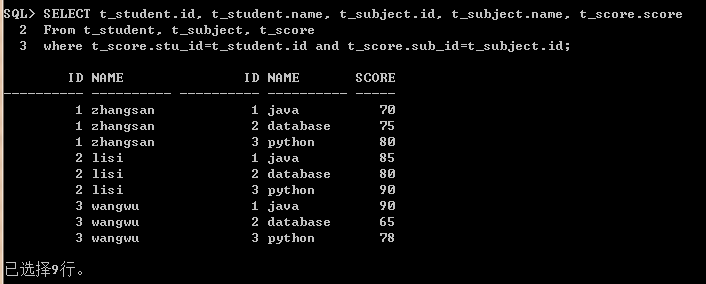 SQL> SELECT t_student.id, t_student.name, t_subject.id, t_subject.name, t_score.score
2 From t_student, t_subject, t_score
3 where t_score.stu_id=t_student.id and t_score.sub_id=t_subject.id;
ID NAME ID NAME SCORE
---------- ---------- ---------- ---------- -----
1 zhangsan 1 java 70
1 zhangsan 2 database 75
1 zhangsan 3 python 80
2 lisi 1 java 85
2 lisi 2 database 80
2 lisi 3 python 90
3 wangwu 1 java 90
3 wangwu 2 database 65
3 wangwu 3 python 78
已选择9行。